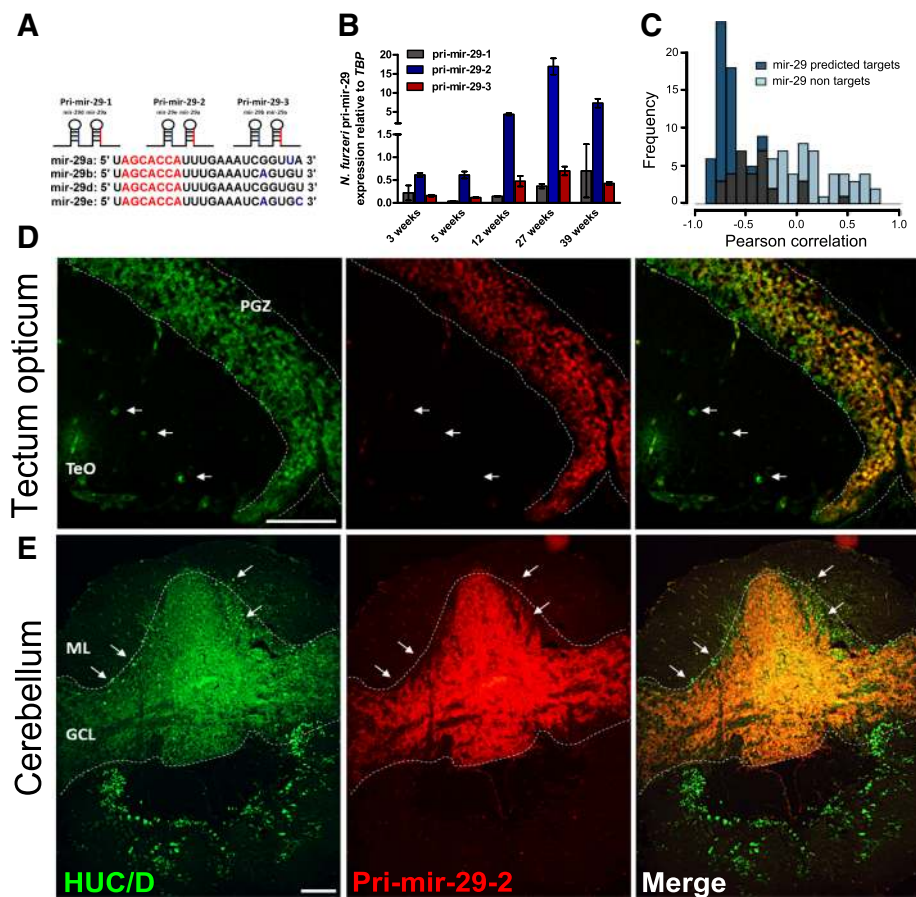 A
Pri-mir-29-1 Pri-mir-29-2 Pri-mir-29-3
mir-29a: 5' UAGCACCAUUUGAAAUCGGUUA 3'
mir-29b: 5' UAGCACCAUUUGAAAUCAGUGU 3'
mir-29d: 5' UAGCACCAUUUGAAAUCGGUGU 3'
mir-29e: 5' UAGCACCAUUUGAAAUCAGUGC 3'
B
N. furzeri pri-mir-29
expression relative to TBP
20
15
10
5
1.0
0.5
0.0
pri-mir-29-1
pri-mir-29-2
pri-mir-29-3
3 weeks
5 weeks
12 weeks
27 weeks
39 weeks
C
Frequency
20
15
10
5
0
mir-29 predicted targets
mir-29 non targets
-1.0 -0.5 0.0 0.5 1.0
Pearson correlation
D
Tectum opticum
PGZ
TeO
E
Cerebellum
ML
GCL
HUC/D
Pri-mir-29-2
Merge